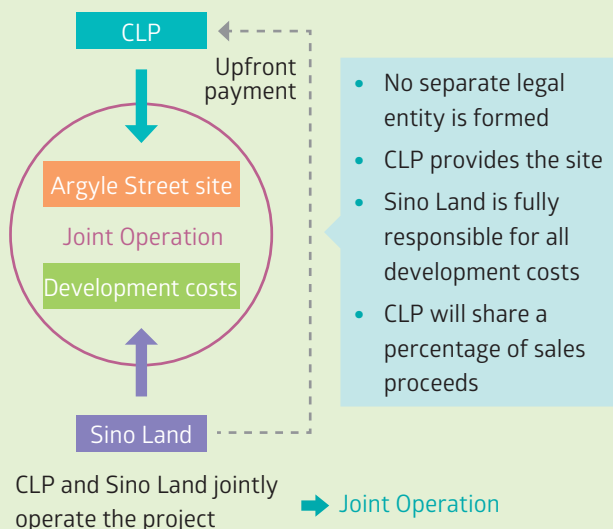 CLP
Upfront
payment
Argyle Street site
Joint Operation
Development costs
Sino Land
• No separate legal
entity is formed
• CLP provides the site
• Sino Land is fully
responsible for all
development costs
• CLP will share a
percentage of sales
proceeds
CLP and Sino Land jointly
operate the project
Joint Operation